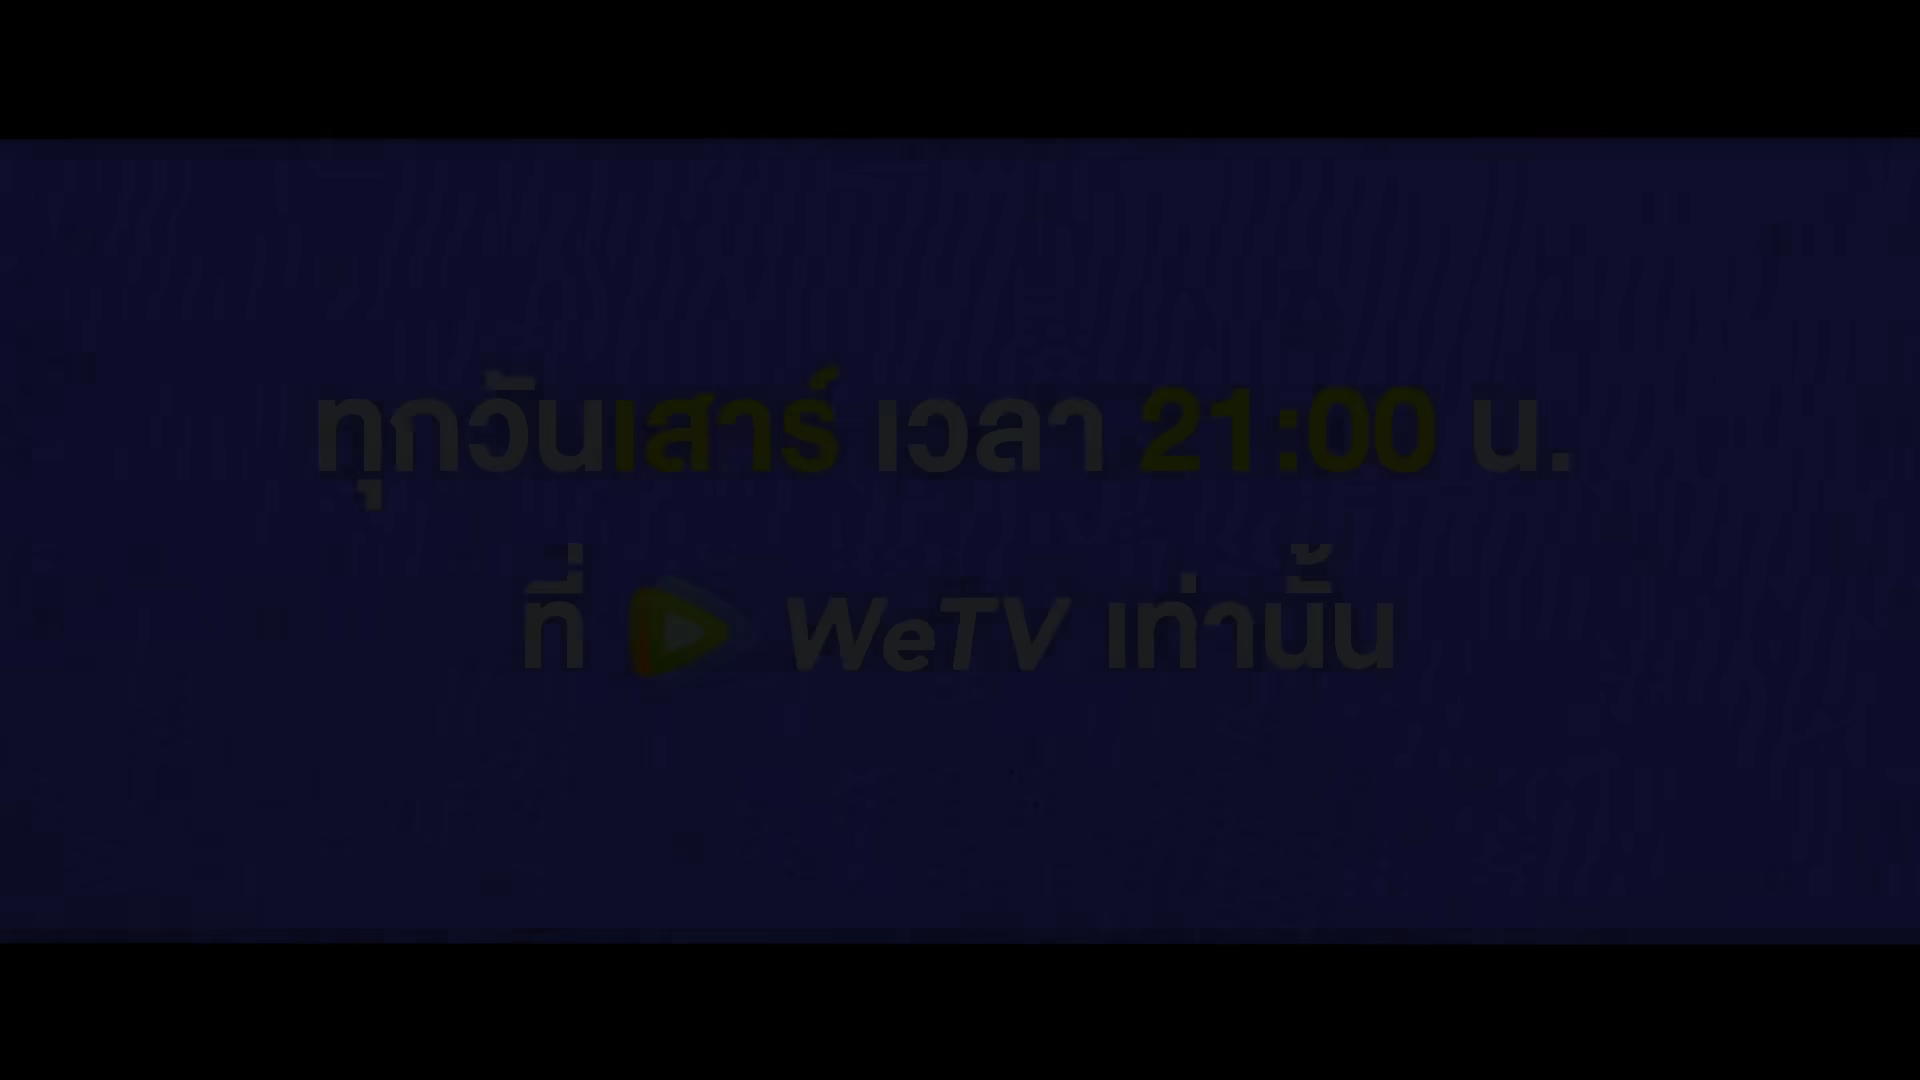 ทุกวันเสาร์ เวลา 21:00 น.
ที่ WeTV เท่านั้น